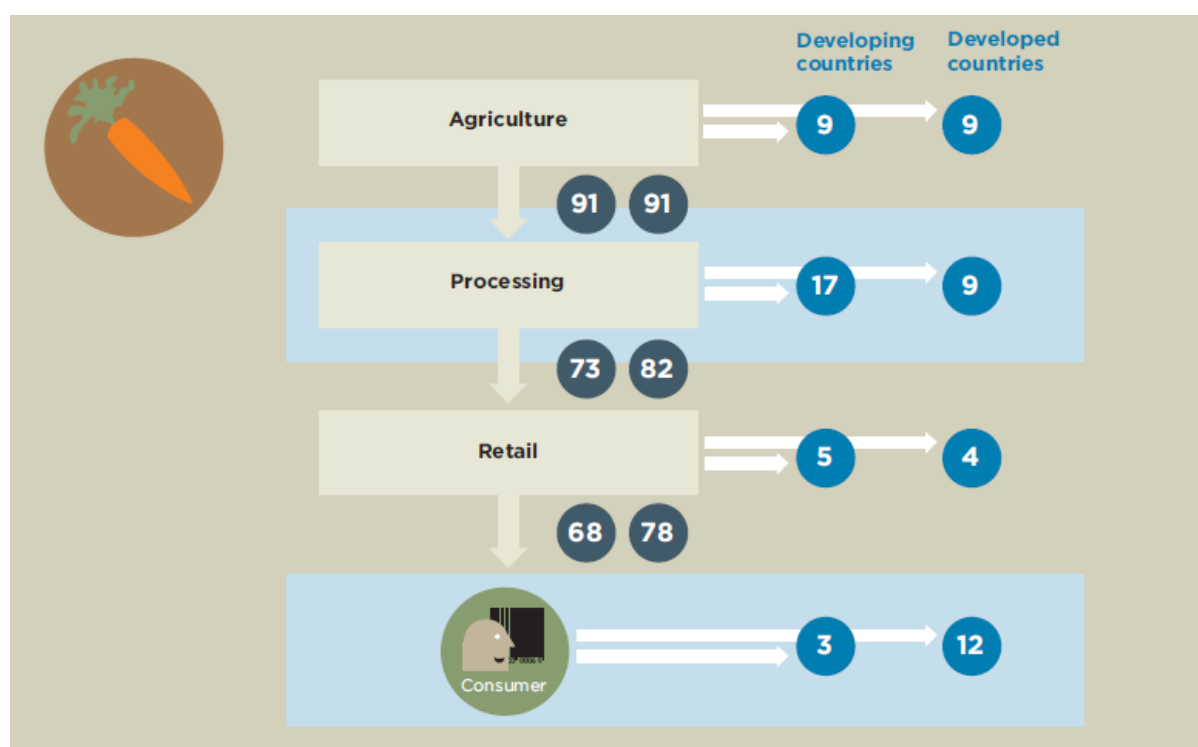 Developing
countries
Developed
countries
Agriculture
9
9
91
91
Processing
17
9
73
82
Retail
5
4
68
78
Consumer
3
12